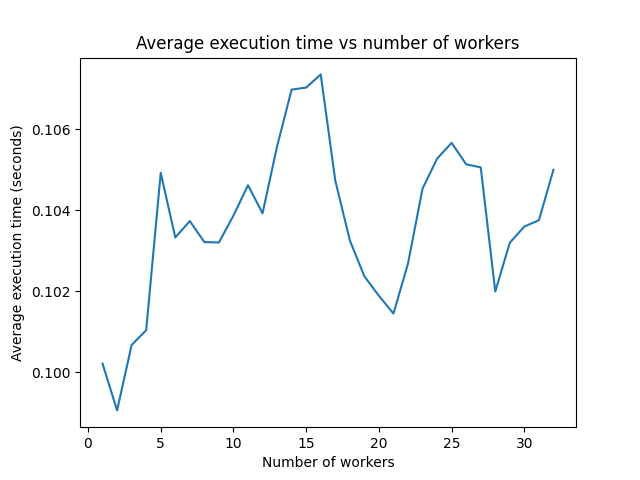 Average execution time vs number of workers
Average execution time (seconds)
0.106
0.104
0.102
0.100
0 5 10 15 20 25 30
Number of workers